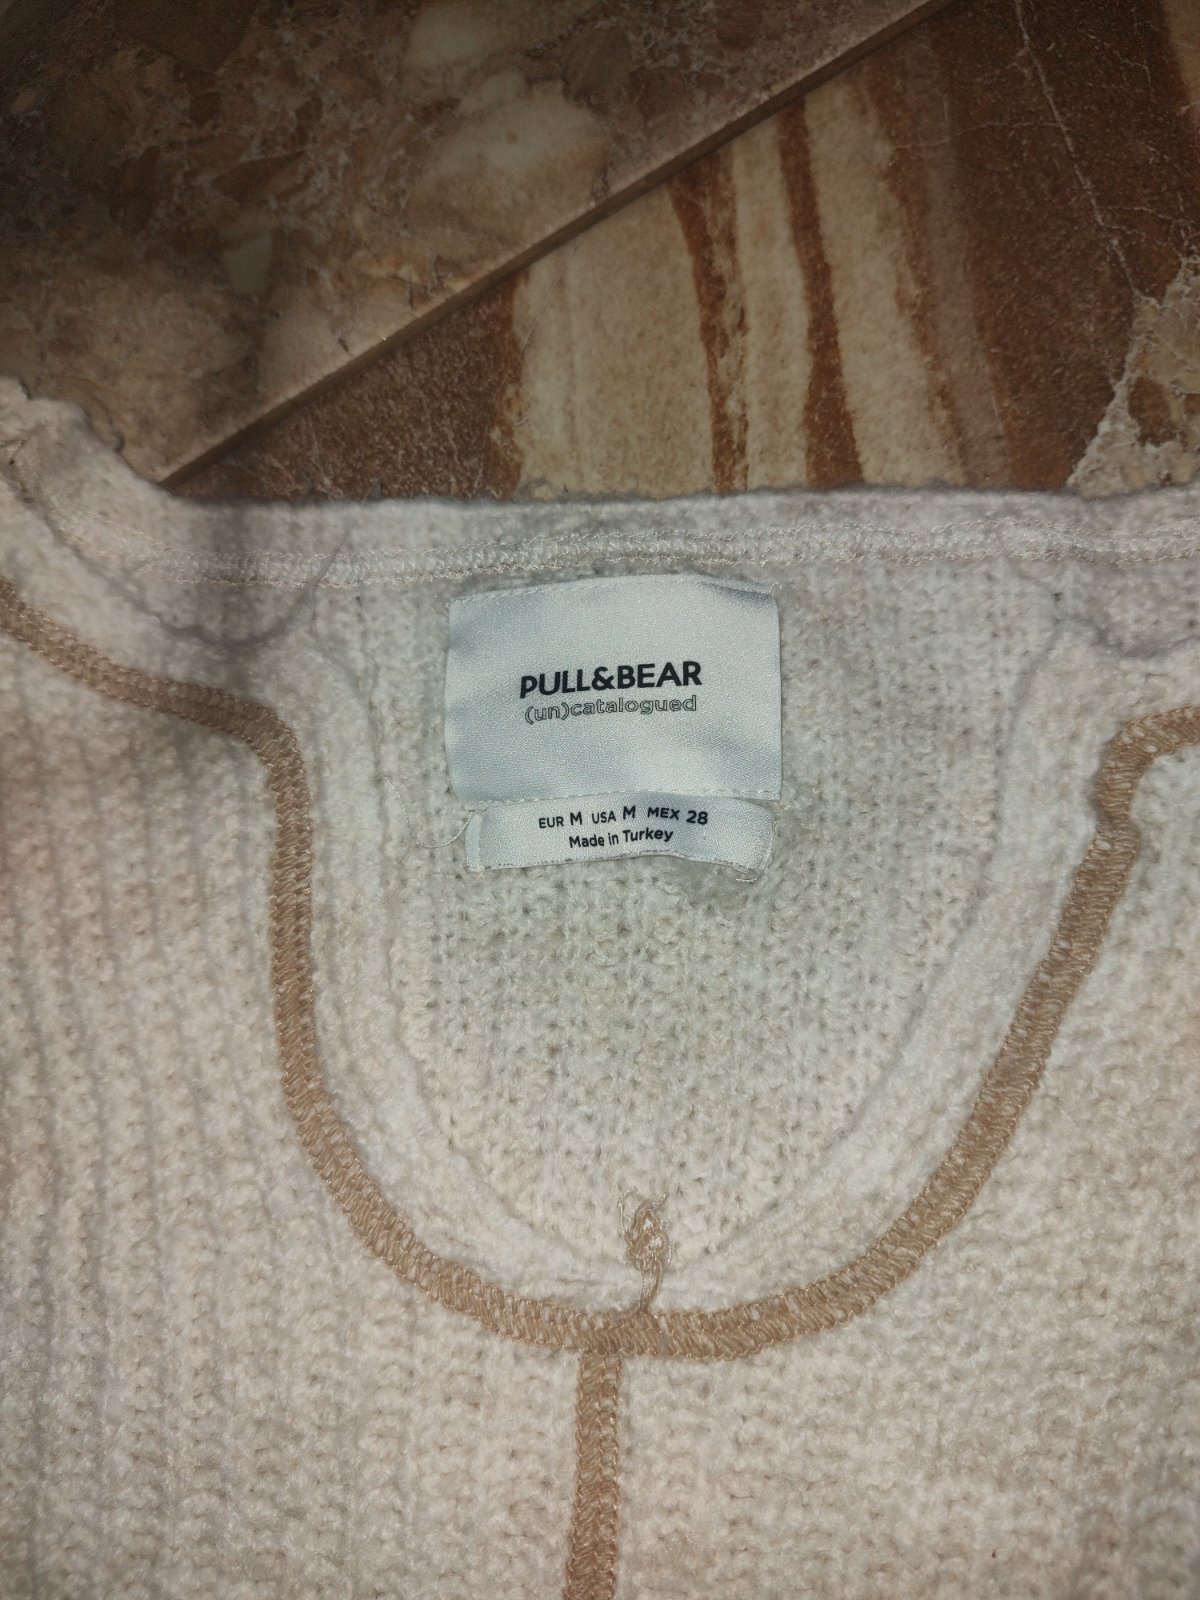 PULL&BEAR
(un)catalogued
EUR M USA M MEX 28
Made in Turkey